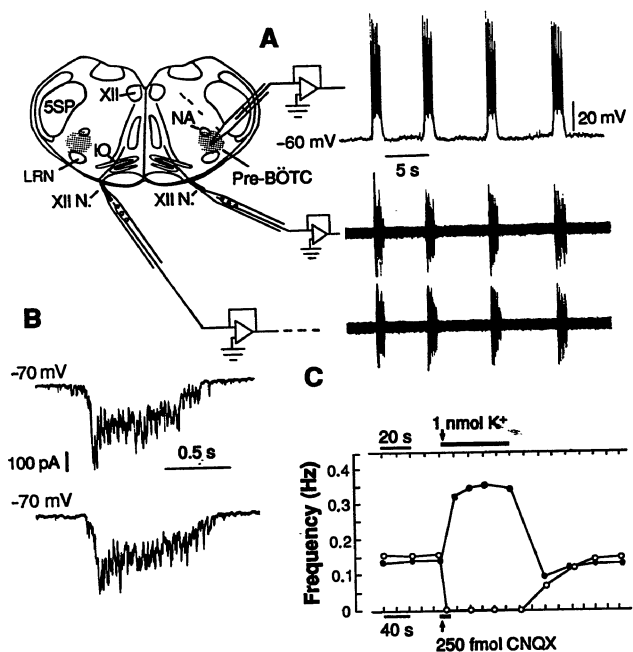 A
XII
5SP
NA
IO
LRN
Pre-BÖTC
XII N.
XII N.
20 mV
–60 mV
5 s
B
–70 mV
0.5 s
100 pA
–70 mV
C
1 nmol K+
20 s
Frequency (Hz)
0.4
0.3
0.2
0.1
0
40 s
250 fmol CNQX